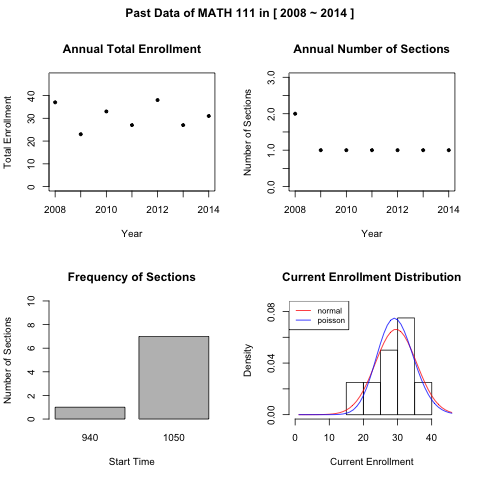 Past Data of MATH 111 in [ 2008 ~ 2014 ]
Annual Total Enrollment
Total Enrollment
0 10 20 30 40
2008 2010 2012 2014
Year
Annual Number of Sections
Number of Sections
0.0 1.0 2.0 3.0
2008 2010 2012 2014
Year
Frequency of Sections
Number of Sections
0 2 4 6 8 10
940 1050
Start Time
Current Enrollment Distribution
normal
poisson
Density
0.00 0.04 0.08
0 10 20 30 40
Current Enrollment